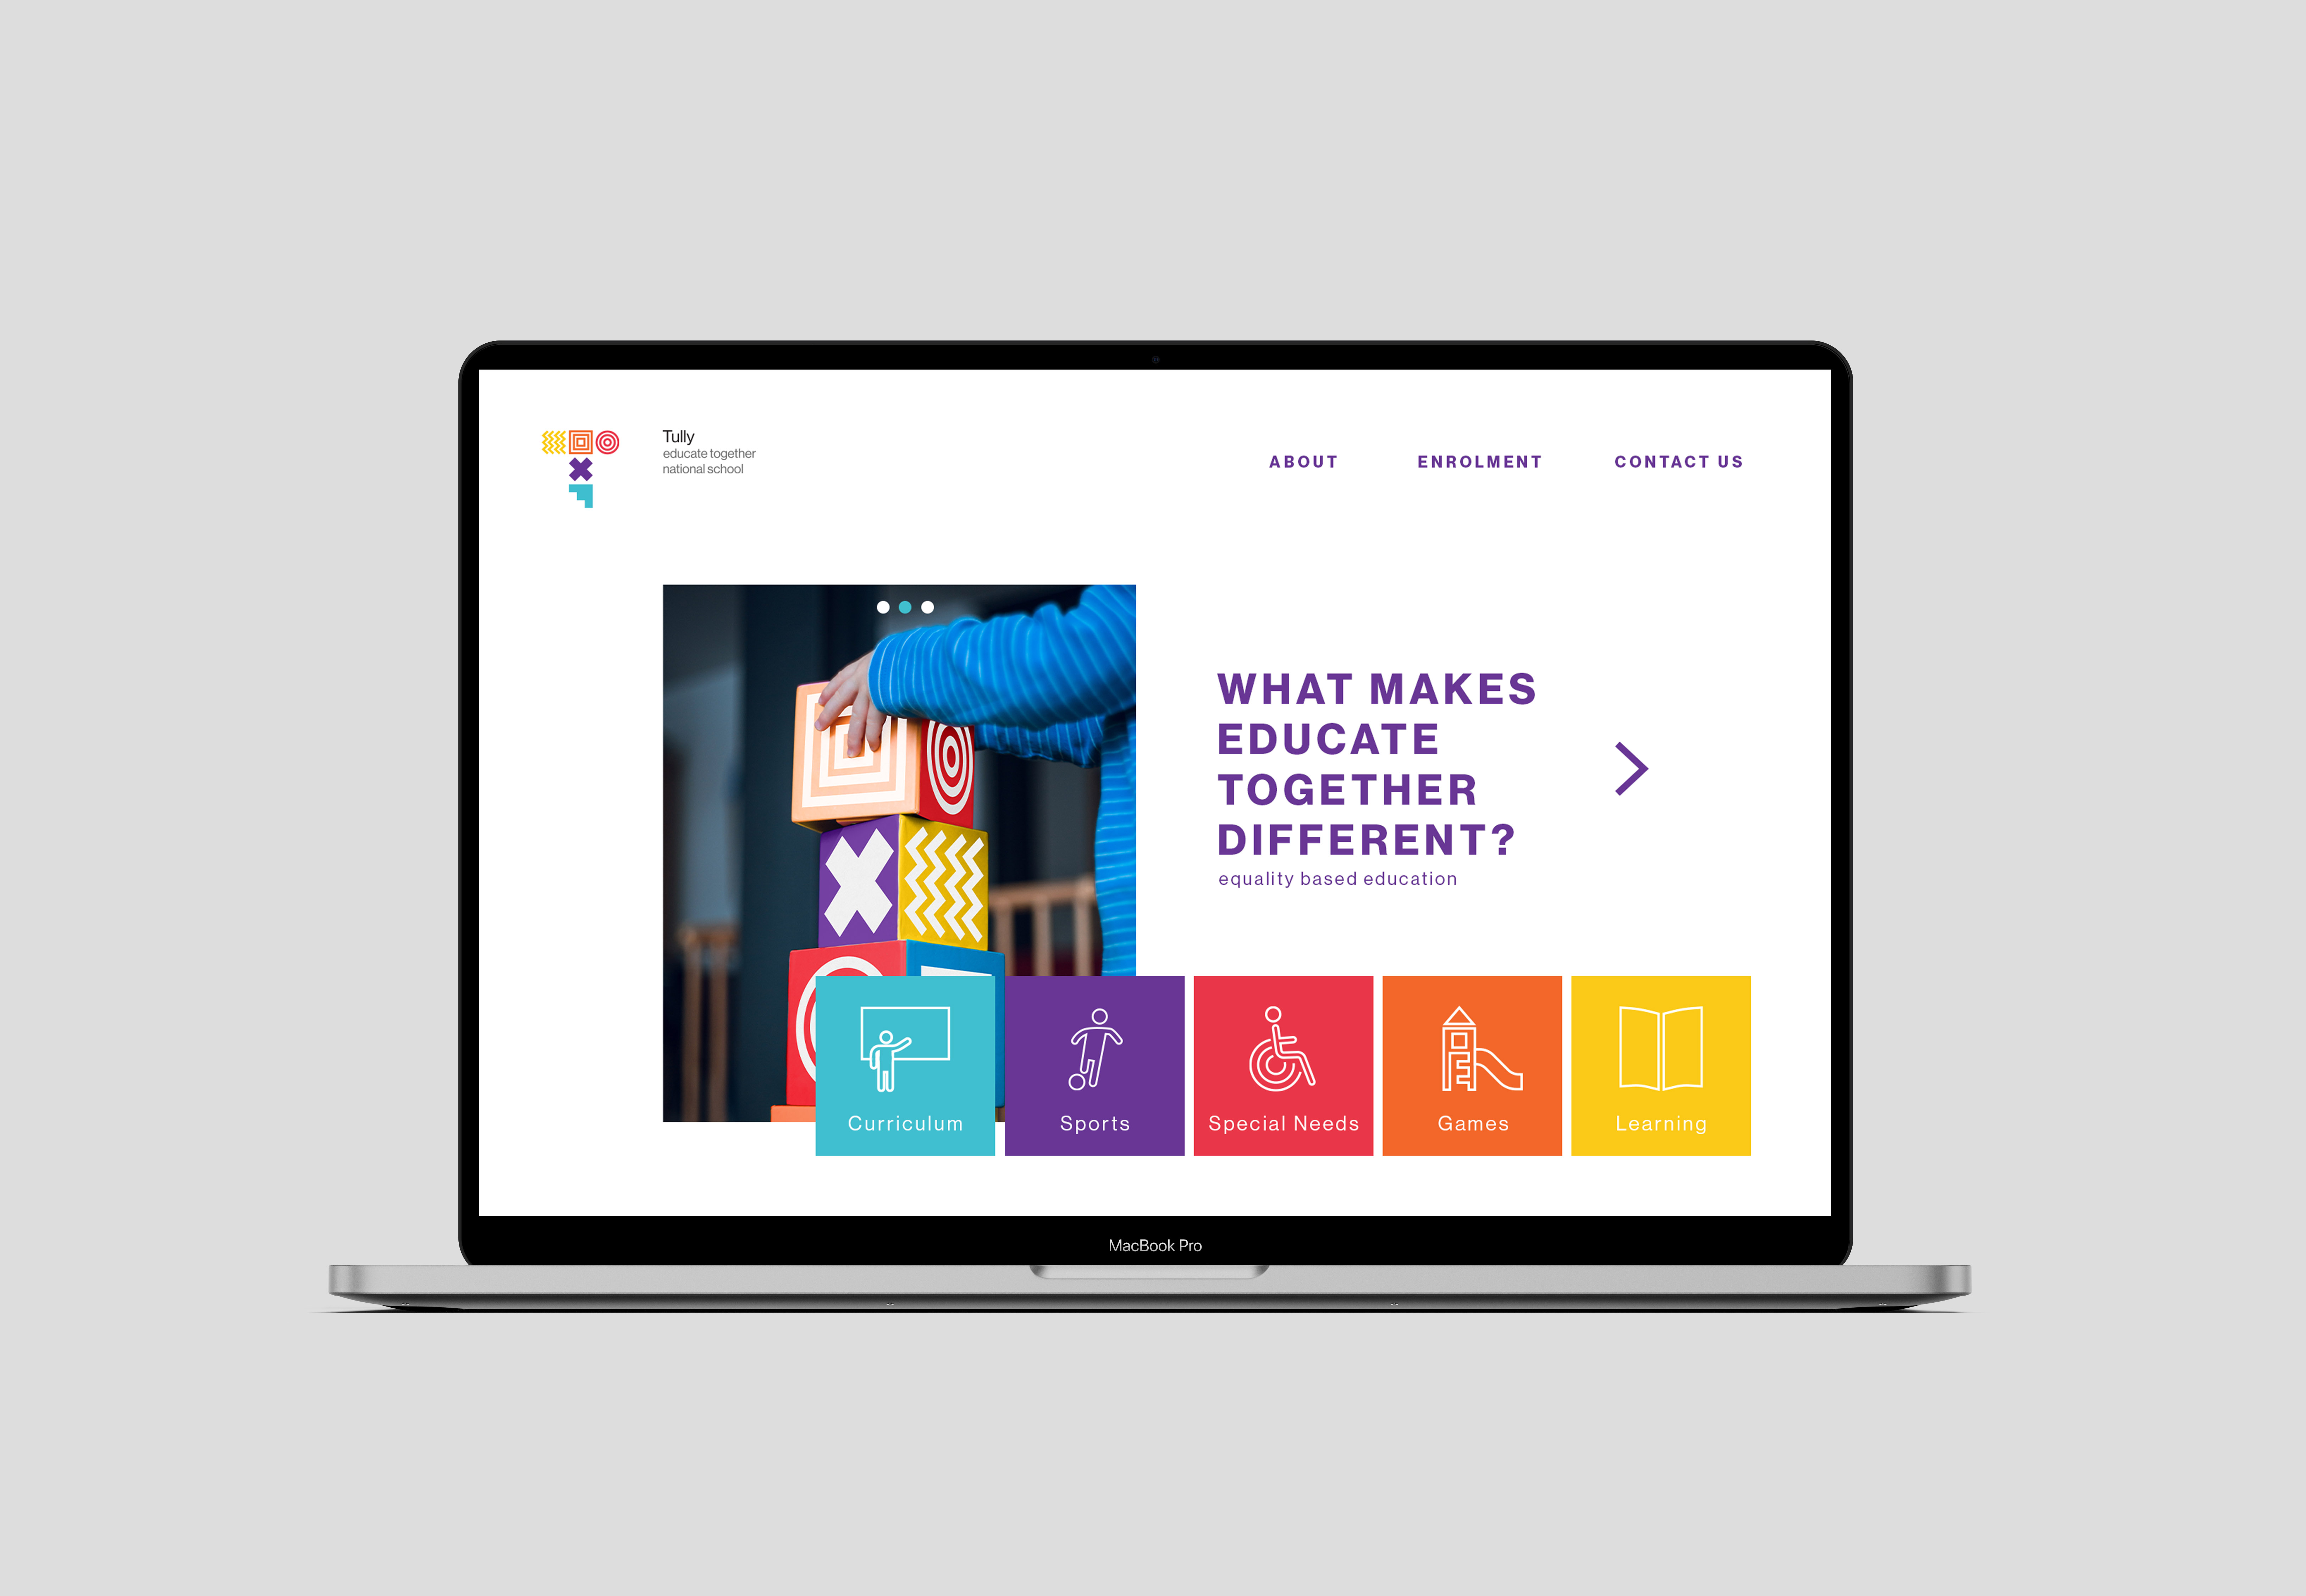 Tully
educate together
national school
ABOUT
ENROLMENT
CONTACT US
WHAT MAKES
EDUCATE
TOGETHER
DIFFERENT?
equality based education
Curriculum
Sports
Special Needs
Games
Learning
MacBook Pro